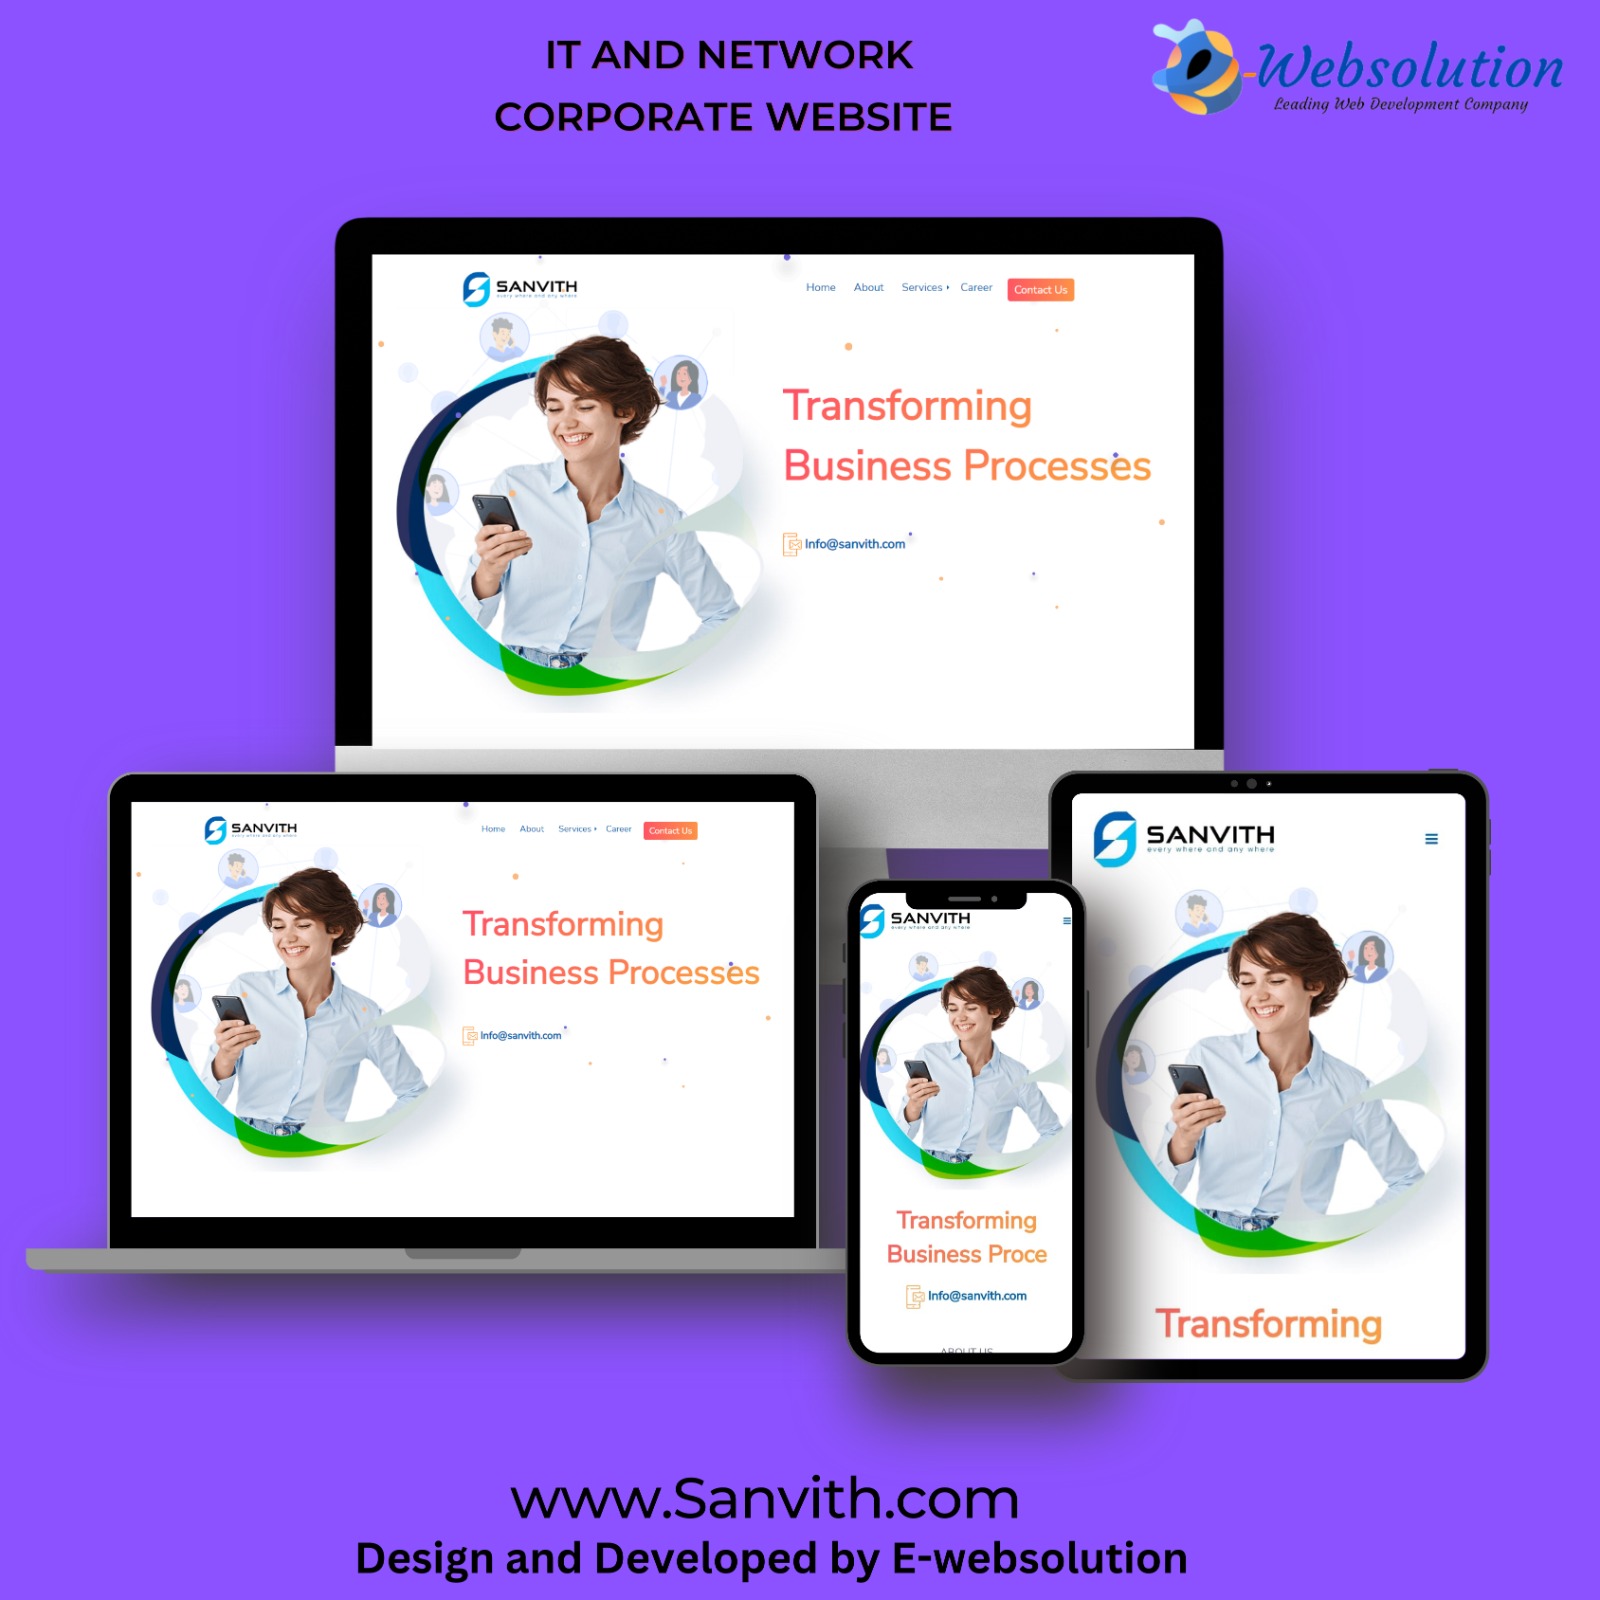 IT AND NETWORK
CORPORATE WEBSITE
e-Websolution
Leading Web Development Company
SANVITH
every where and any where
Home About Services Career Contact Us
Transforming
Business Processes
Info@sanvith.com
SANVITH
every where and any where
Home About Services Career Contact Us
Transforming
Business Processes
Info@sanvith.com
SANVITH
every where and any where
Transforming
Business Proce
Info@sanvith.com
ABOUT US
SANVITH
every where and any where
Transforming
www.Sanvith.com
Design and Developed by E-websolution